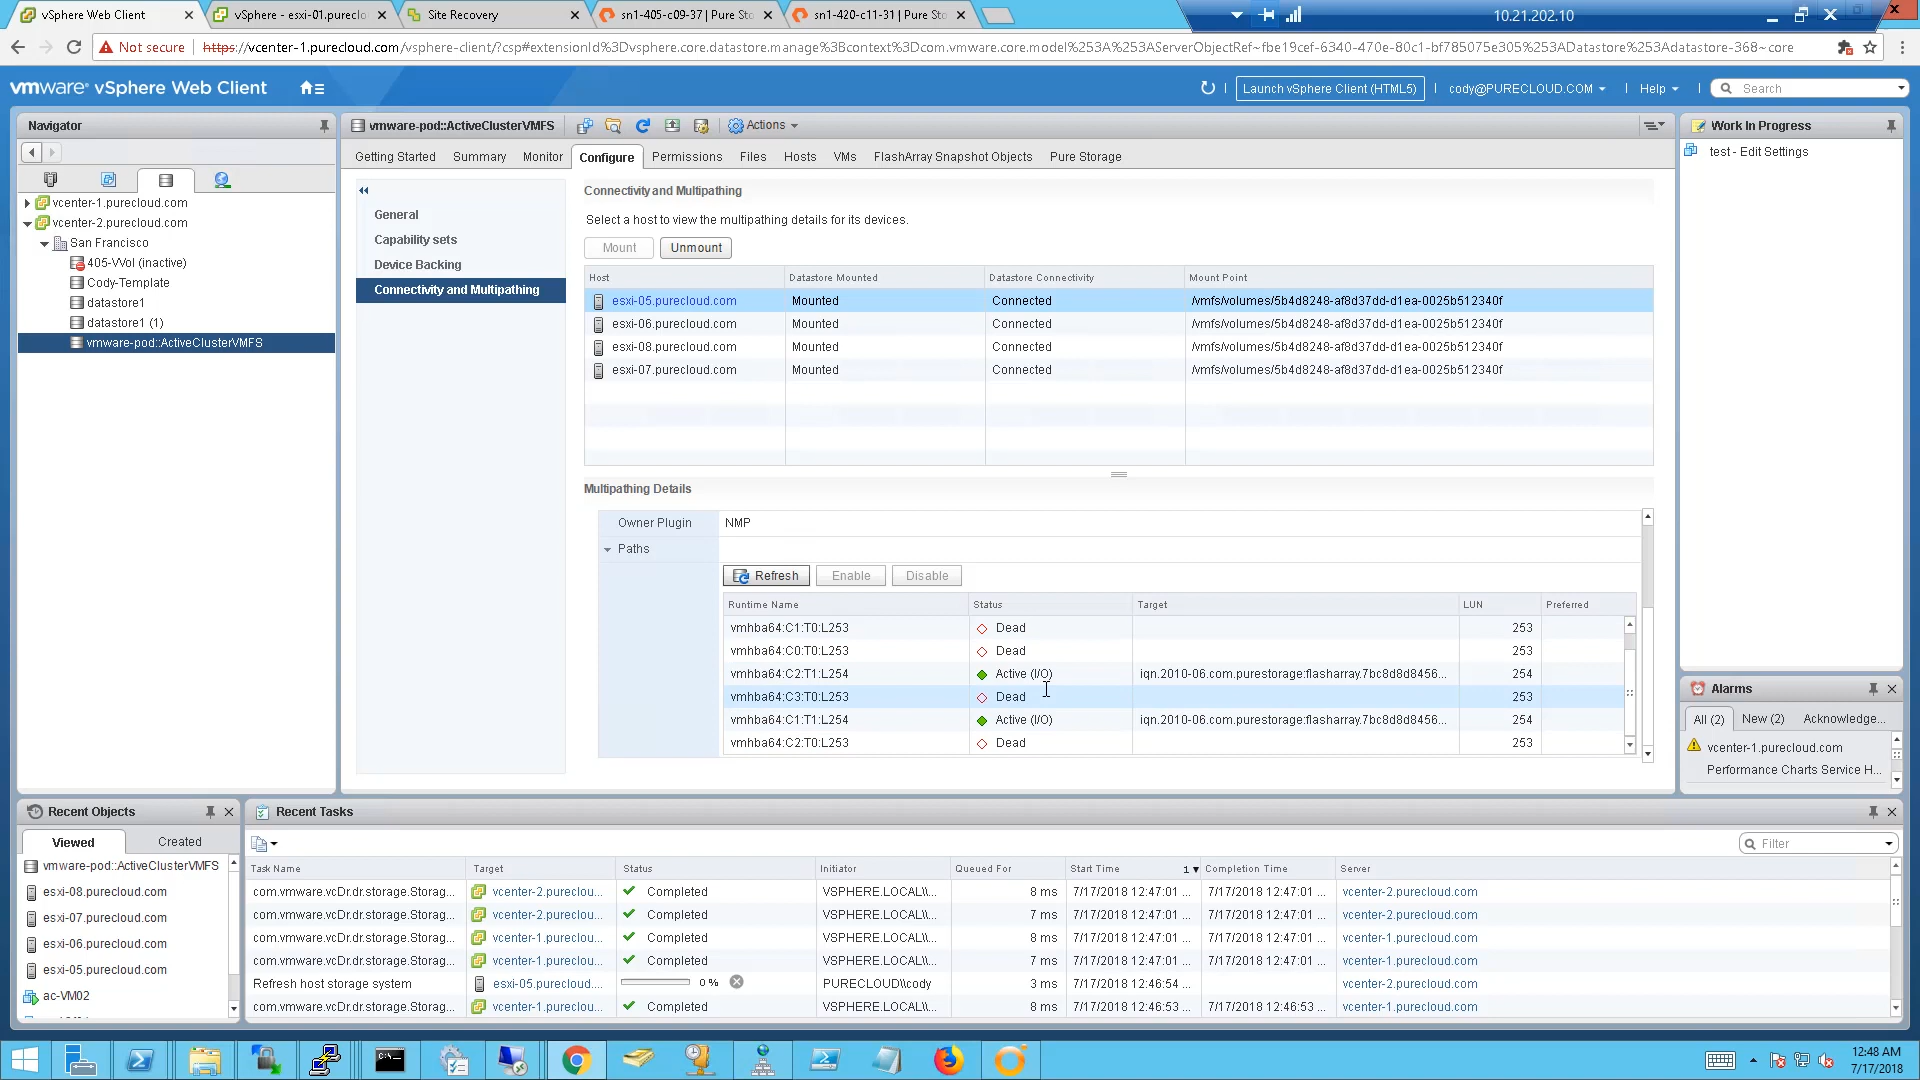 vSphere Web Client
vSphere - esxi-01.pureclo
Site Recovery
sn1-405-c09-37 | Pure Sto
sn1-420-c11-31 | Pure Sto
10.21.202.10
Not secure
https://vcenter-1.purecloud.com/vsphere-client/?csp#extensionId%3Dvsphere.core.datastore.manage%3Bcontext%3Dcom.vmware.core.model%253A%253AServerObjectRef~fbe19cef-6340-470e-80c1-bf785075e305%253ADatastore%253Adatastore-368~core
vmware® vSphere Web Client
Launch vSphere Client (HTML5)
cody@PURECLOUD.COM
Help
Search
Navigator
vcenter-1.purecloud.com
vcenter-2.purecloud.com
San Francisco
405-VVol (inactive)
Cody-Template
datastore1
datastore1 (1)
vmware-pod::ActiveClusterVMFS
vmware-pod::ActiveClusterVMFS
Actions
Getting Started
Summary
Monitor
Configure
Permissions
Files
Hosts
VMs
FlashArray Snapshot Objects
Pure Storage
General
Capability sets
Device Backing
Connectivity and Multipathing
Connectivity and Multipathing
Select a host to view the multipathing details for its devices.
Mount
Unmount
Host Datastore Mounted Datastore Connectivity Mount Point
esxi-05.purecloud.com Mounted Connected /vmfs/volumes/5b4d8248-af8d37dd-d1ea-0025b512340f
esxi-06.purecloud.com Mounted Connected /vmfs/volumes/5b4d8248-af8d37dd-d1ea-0025b512340f
esxi-08.purecloud.com Mounted Connected /vmfs/volumes/5b4d8248-af8d37dd-d1ea-0025b512340f
esxi-07.purecloud.com Mounted Connected /vmfs/volumes/5b4d8248-af8d37dd-d1ea-0025b512340f
Multipathing Details
Owner Plugin NMP
Paths
Refresh
Enable
Disable
Runtime Name Status Target LUN Preferred
vmhba64:C1:T0:L253 Dead 253
vmhba64:C0:T0:L253 Dead 253
vmhba64:C2:T1:L254 Active (I/O) iqn.2010-06.com.purestorage:flasharray.7bc8d8d8456... 254
vmhba64:C3:T0:L253 Dead 253
vmhba64:C1:T1:L254 Active (I/O) iqn.2010-06.com.purestorage:flasharray.7bc8d8d8456... 254
vmhba64:C2:T0:L253 Dead 253
Work In Progress
test - Edit Settings
Alarms
All (2)
New (2)
Acknowledge...
vcenter-1.purecloud.com
Performance Charts Service H...
Recent Objects
Viewed
Created
vmware-pod::ActiveClusterVMFS
esxi-08.purecloud.com
esxi-07.purecloud.com
esxi-06.purecloud.com
esxi-05.purecloud.com
ac-VM02
Recent Tasks
Filter
Task Name Target Status Initiator Queued For Start Time 1 Completion Time Server
com.vmware.vcDr.dr.storage.Storag... vcenter-2.pureclou... Completed VSPHERE.LOCAL\\... 8 ms 7/17/2018 12:47:01 ... 7/17/2018 12:47:01 ... vcenter-2.purecloud.com
com.vmware.vcDr.dr.storage.Storag... vcenter-2.pureclou... Completed VSPHERE.LOCAL\\... 7 ms 7/17/2018 12:47:01 ... 7/17/2018 12:47:01 ... vcenter-2.purecloud.com
com.vmware.vcDr.dr.storage.Storag... vcenter-1.pureclou... Completed VSPHERE.LOCAL\\... 8 ms 7/17/2018 12:47:01 ... 7/17/2018 12:47:01 ... vcenter-1.purecloud.com
com.vmware.vcDr.dr.storage.Storag... vcenter-1.pureclou... Completed VSPHERE.LOCAL\\... 7 ms 7/17/2018 12:47:01 ... 7/17/2018 12:47:01 ... vcenter-1.purecloud.com
Refresh host storage system esxi-05.purecloud.... 0 % PURECLOUD\\cody 3 ms 7/17/2018 12:46:54 ... vcenter-2.purecloud.com
com.vmware.vcDr.dr.storage.Storag... vcenter-1.pureclou... Completed VSPHERE.LOCAL\\... 8 ms 7/17/2018 12:46:53 ... 7/17/2018 12:46:53 ... vcenter-1.purecloud.com
12:48 AM
7/17/2018